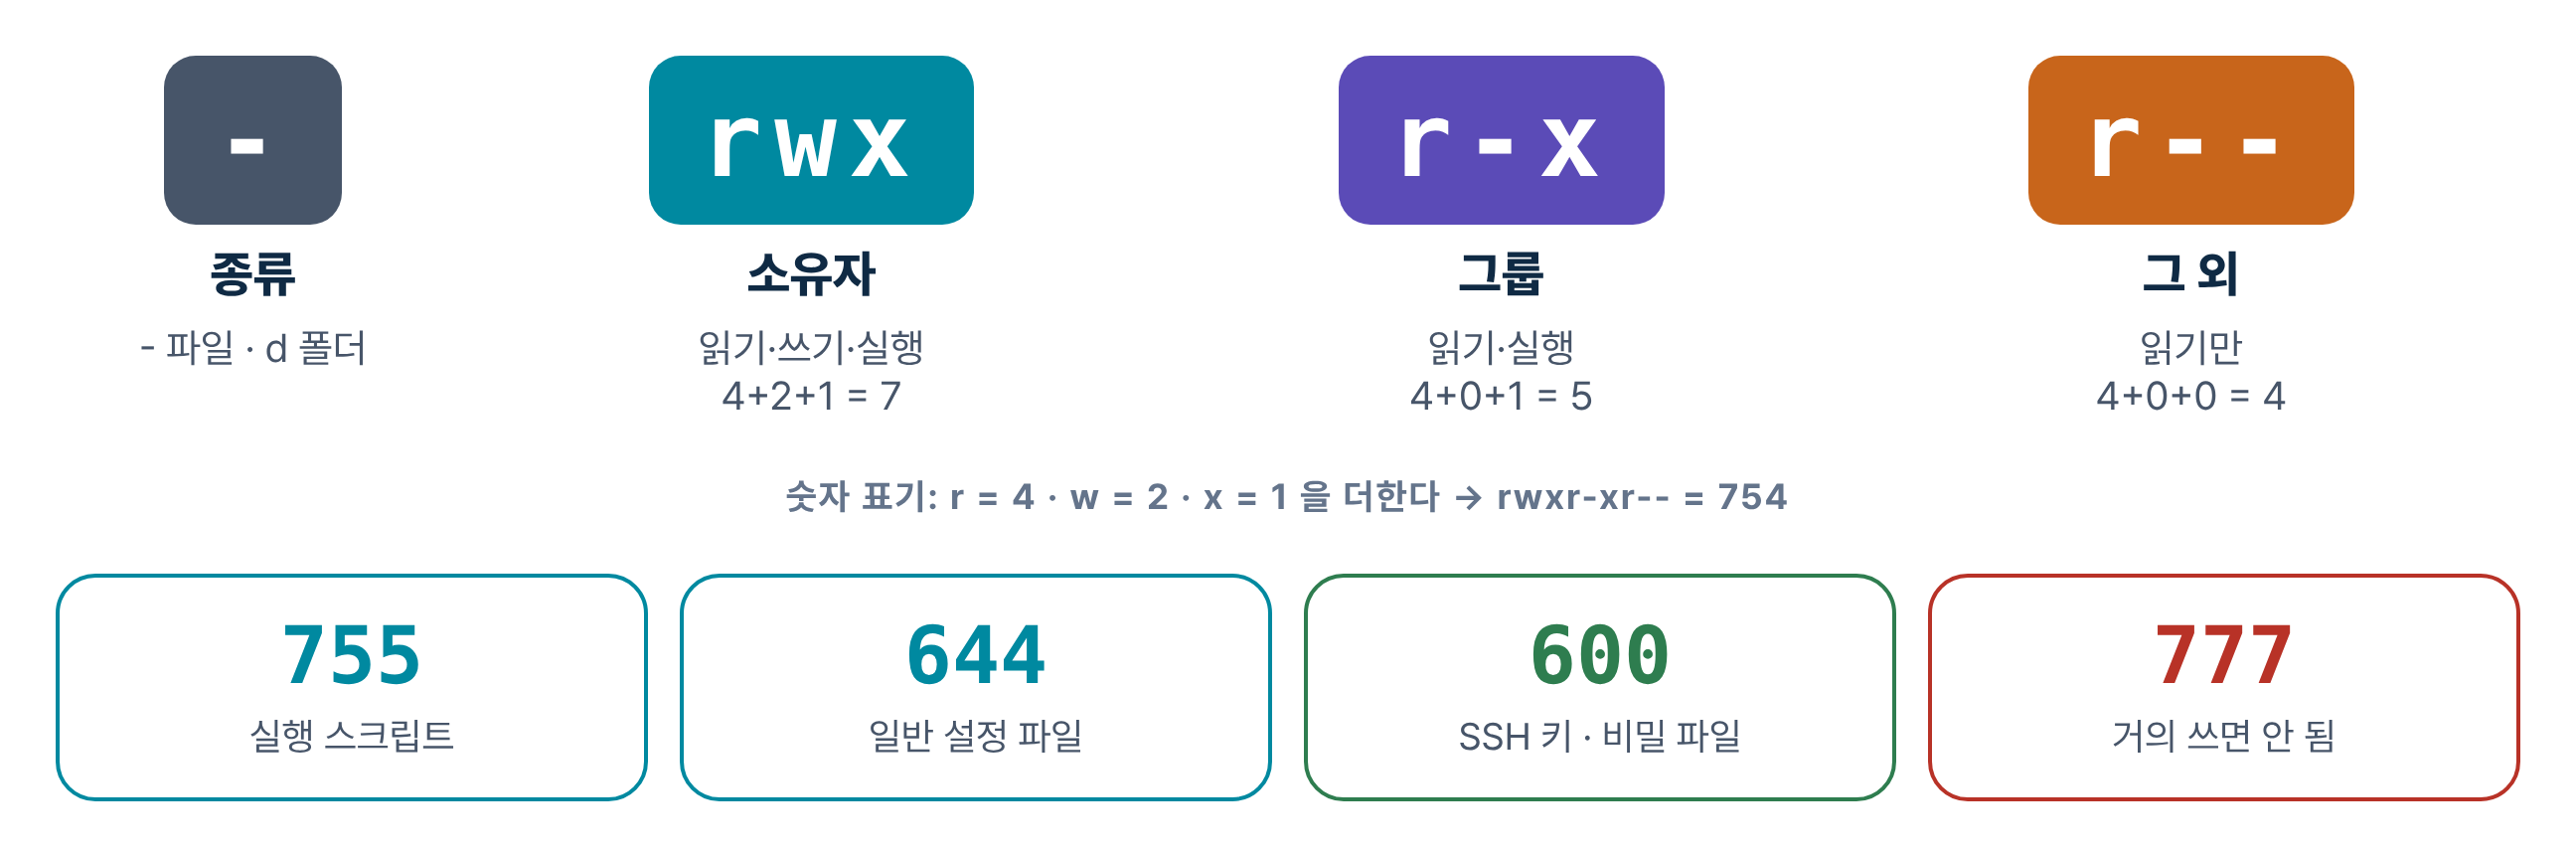 -
rwx
r-x
r--
종류
소유자
그룹
그 외
- 파일 · d 폴더
읽기·쓰기·실행
4+2+1 = 7
읽기·실행
4+0+1 = 5
읽기만
4+0+0 = 4
숫자 표기: r = 4 · w = 2 · x = 1 을 더한다 → rwxr-xr-- = 754
755
실행 스크립트
644
일반 설정 파일
600
SSH 키 · 비밀 파일
777
거의 쓰면 안 됨